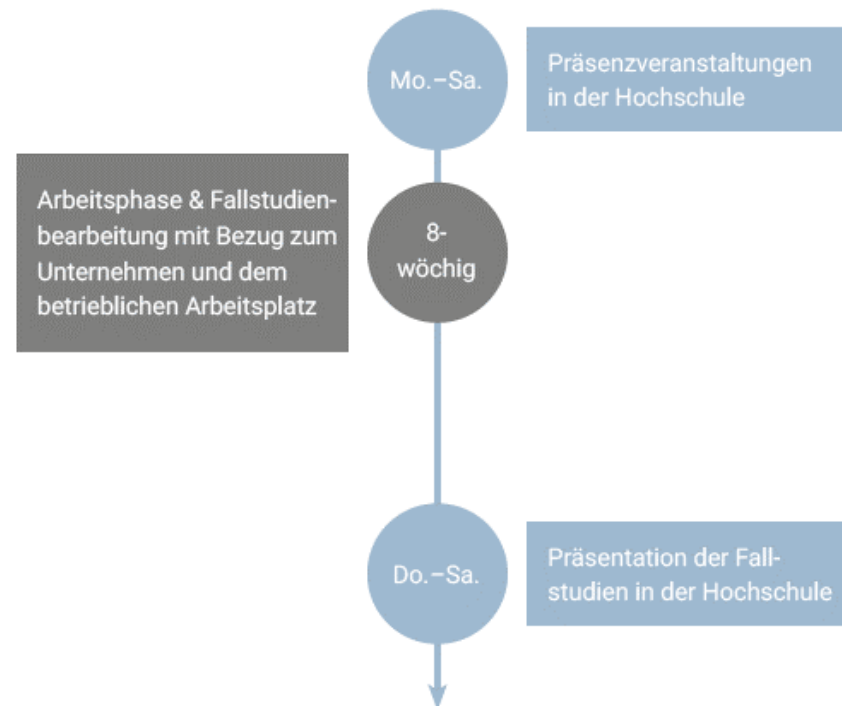 Mo.–Sa.
Präsenzveranstaltungen
in der Hochschule
Arbeitsphase & Fallstudien-
bearbeitung mit Bezug zum
Unternehmen und dem
betrieblichen Arbeitsplatz
8-
wöchig
Do.–Sa.
Präsentation der Fall-
studien in der Hochschule